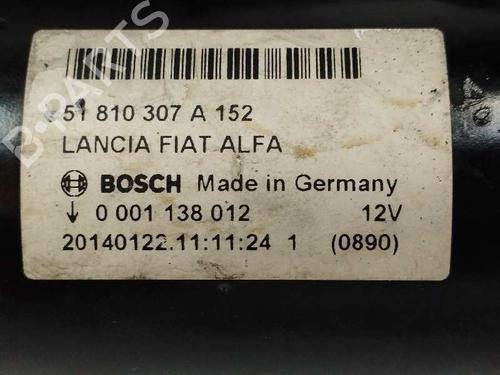 51 810 307 A 152
LANCIA FIAT ALFA
BOSCH Made in Germany
↓ 0 001 138 012 12V
20140122.11:11:24 1 (0890)
B-PARTS